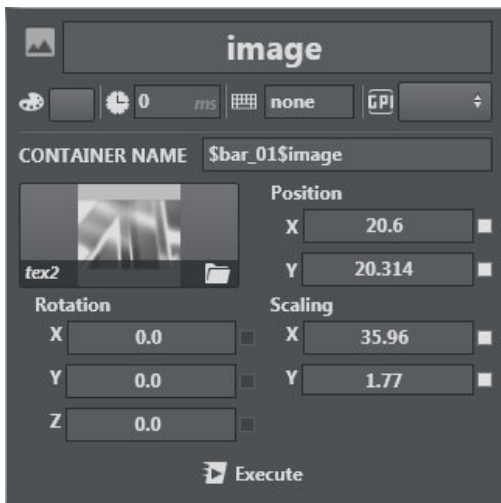 image
0 ms none GPI
CONTAINER NAME $bar_01$image
tex2
Position
X 20.6
Y 20.314
Rotation
X 0.0
Y 0.0
Z 0.0
Scaling
X 35.96
Y 1.77
Execute